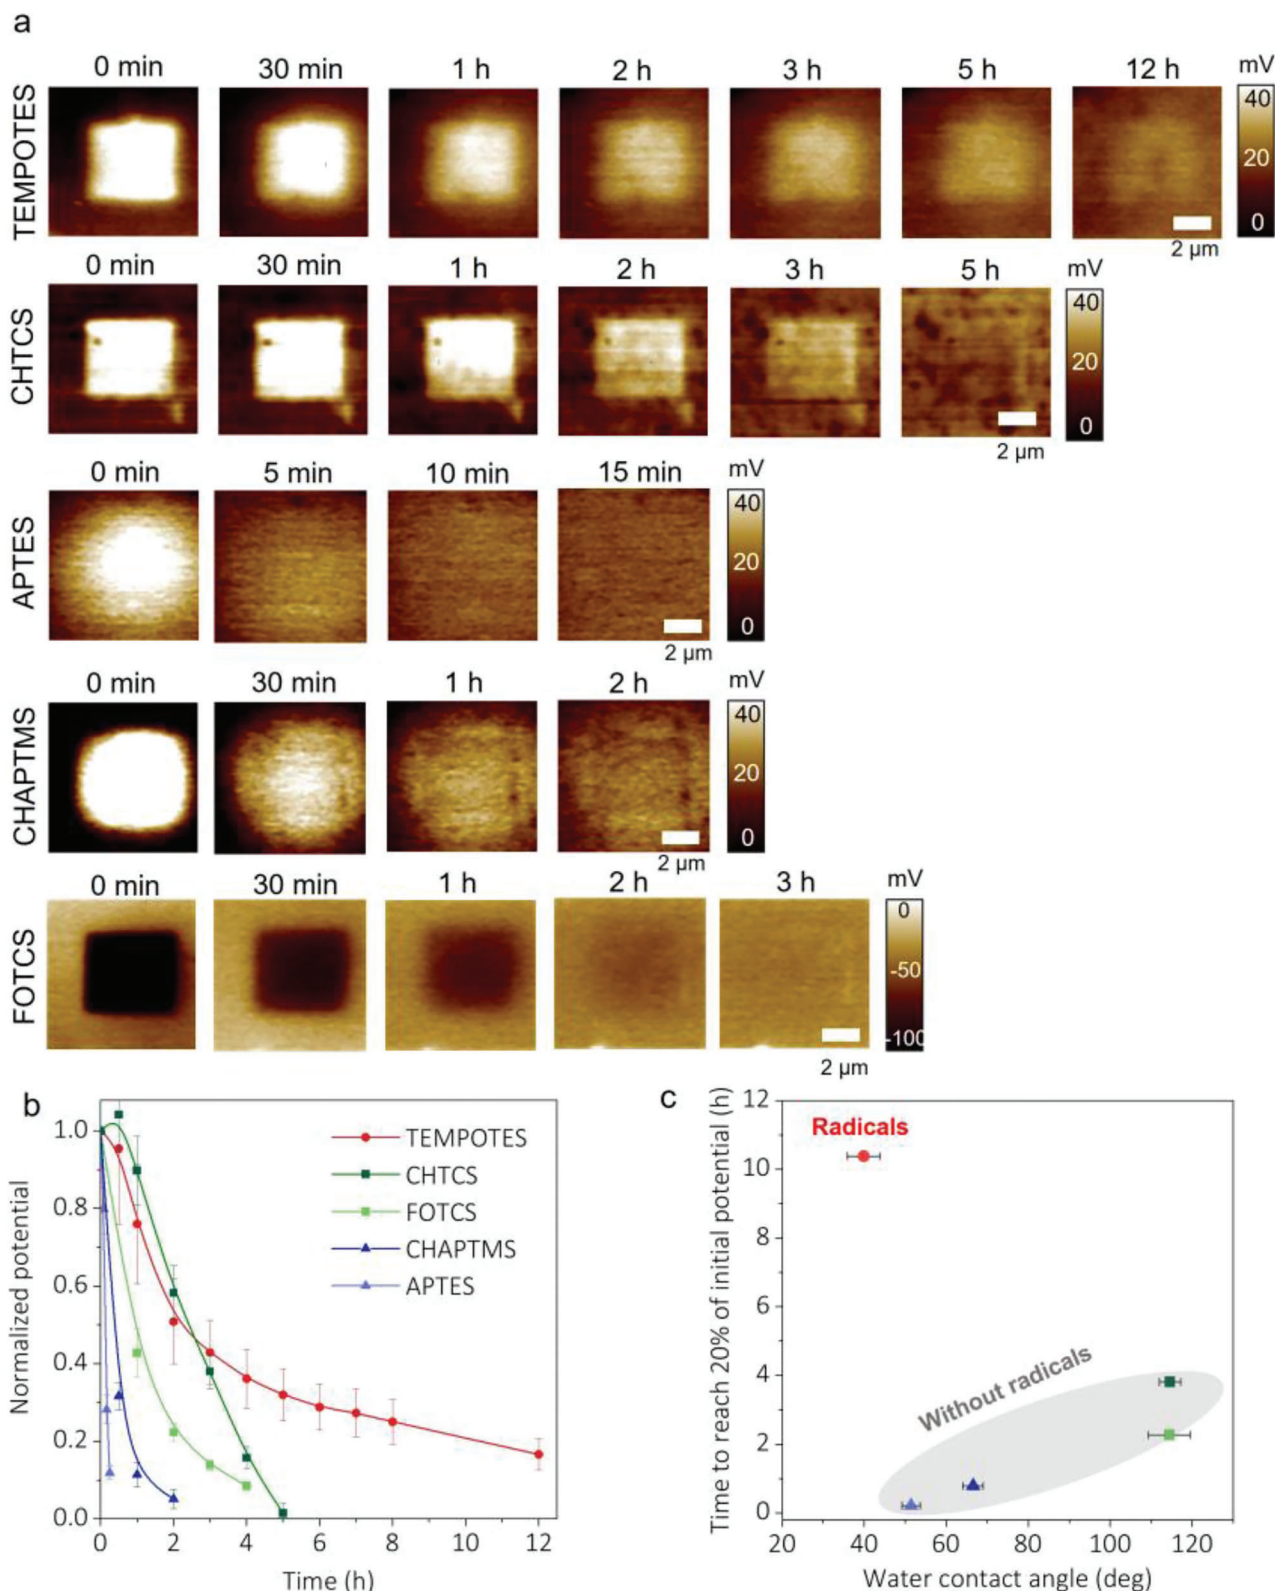 a
0 min 30 min 1 h 2 h 3 h 5 h 12 h mV
TEMPOTES
40
20
0
2 µm
0 min 30 min 1 h 2 h 3 h 5 h mV
CHTCS
40
20
0
2 µm
0 min 5 min 10 min 15 min mV
APTES
40
20
0
2 µm
0 min 30 min 1 h 2 h mV
CHAPTMS
40
20
0
2 µm
0 min 30 min 1 h 2 h 3 h mV
FOTCS
0
-50
-100
2 µm
b
Normalized potential
1.0
0.8
0.6
0.4
0.2
0.0
TEMPOTES
CHTCS
FOTCS
CHAPTMS
APTES
0 2 4 6 8 10 12
Time (h)
c
Time to reach 20% of initial potential (h)
12
10
8
6
4
2
0
Radicals
Without radicals
20 40 60 80 100 120
Water contact angle (deg)